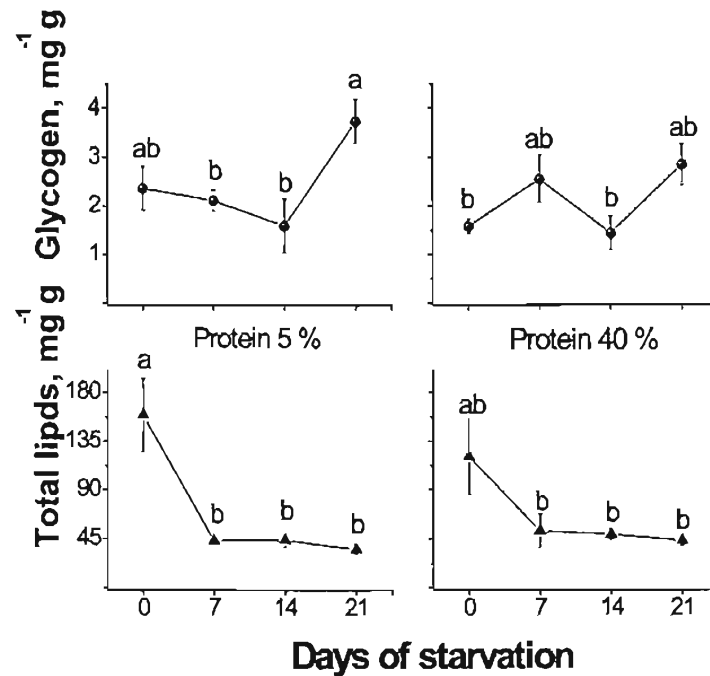 Glycogen, mg g-1
4
3
2
1
ab
b
b
a
b
ab
b
ab
Protein 5 %
Protein 40 %
Total lipds, mg g-1
180
135
90
45
a
b
b
b
ab
b
b
b
0 7 14 21
0 7 14 21
Days of starvation